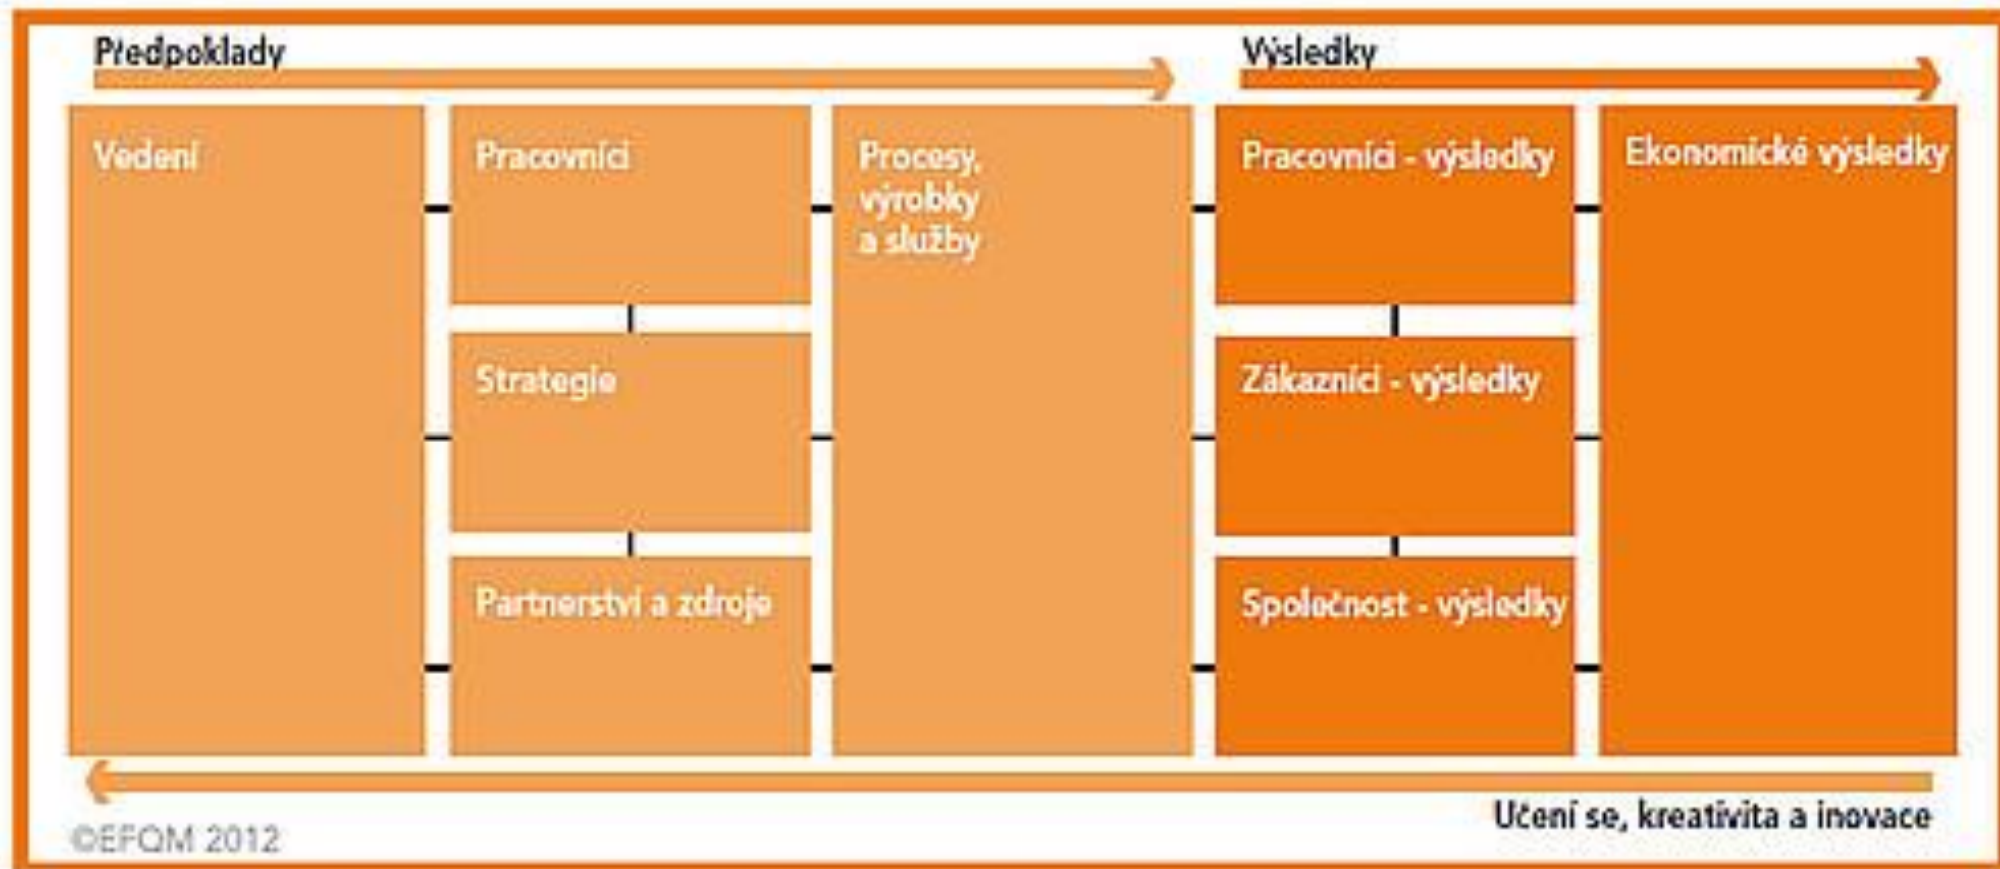 Předpoklady
Výsledky
Vedení
Pracovníci
Procesy,
výrobky
a služby
Pracovníci - výsledky
Ekonomické výsledky
Strategie
Zákazníci - výsledky
Partnerství a zdroje
Společnost - výsledky
Učení se, kreativita a inovace
©EFQM 2012